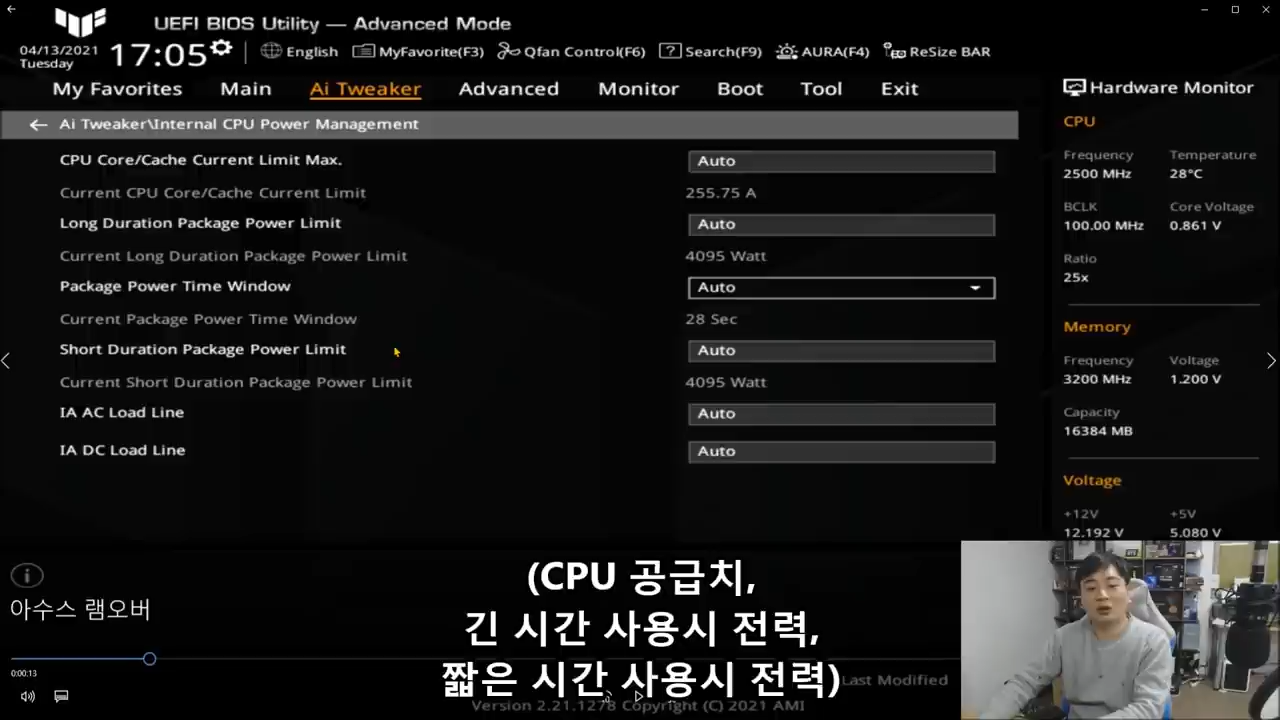 UEFI BIOS Utility — Advanced Mode
04/13/2021
Tuesday
17:05
English
MyFavorite(F3)
Qfan Control(F6)
Search(F9)
AURA(F4)
ReSize BAR
My Favorites
Main
Ai Tweaker
Advanced
Monitor
Boot
Tool
Exit
Hardware Monitor
Ai Tweaker\Internal CPU Power Management
CPU Core/Cache Current Limit Max.
Auto
Current CPU Core/Cache Current Limit
255.75 A
Long Duration Package Power Limit
Auto
Current Long Duration Package Power Limit
4095 Watt
Package Power Time Window
Auto
Current Package Power Time Window
28 Sec
Short Duration Package Power Limit
Auto
Current Short Duration Package Power Limit
4095 Watt
IA AC Load Line
Auto
IA DC Load Line
Auto
CPU
Frequency
Temperature
2500 MHz
28°C
BCLK
Core Voltage
100.00 MHz
0.861 V
Ratio
25x
Memory
Frequency
Voltage
3200 MHz
1.200 V
Capacity
16384 MB
Voltage
+12V
+5V
12.192 V
5.080 V
아수스 램오버
0:00:13
(CPU 공급치,
긴 시간 사용시 전력,
짧은 시간 사용시 전력)
Last Modified
Version 2.21.1278 Copyright (C) 2021 AMI